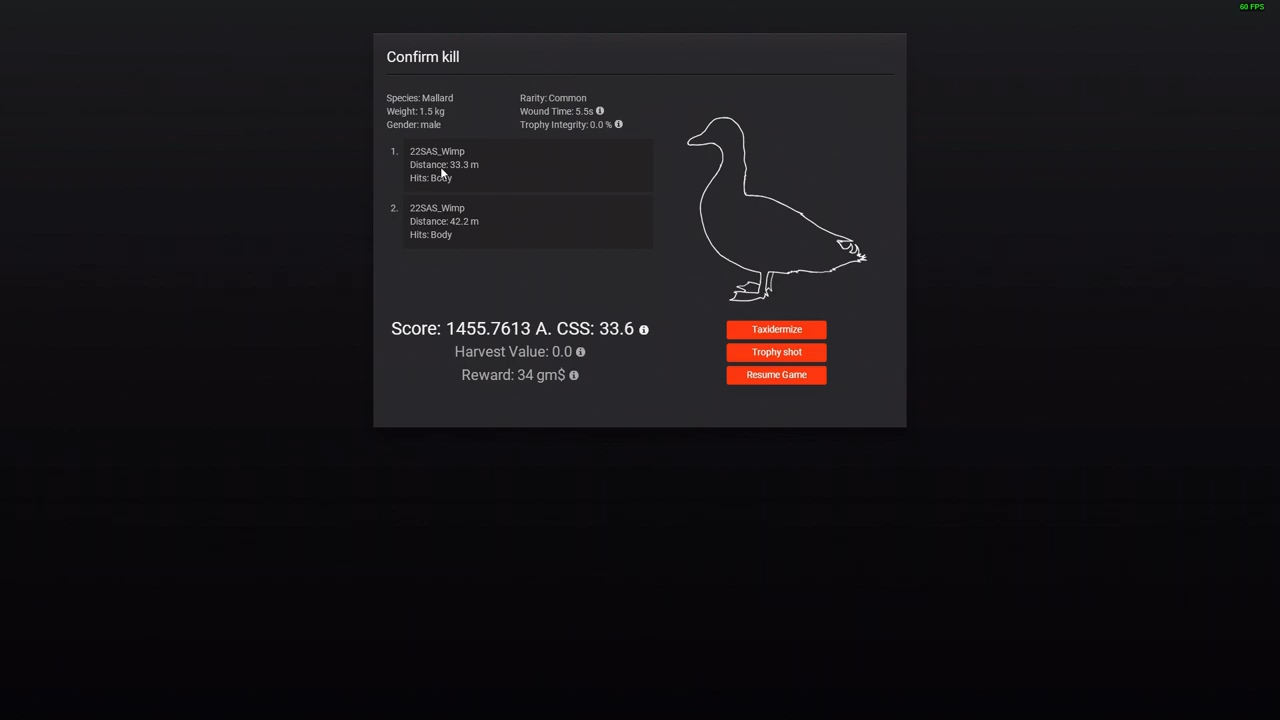 60 FPS
Confirm kill
Species: Mallard
Weight: 1.5 kg
Gender: male
Rarity: Common
Wound Time: 5.5s
Trophy Integrity: 0.0 %
1.
22SAS_Wimp
Distance: 33.3 m
Hits: Body
2.
22SAS_Wimp
Distance: 42.2 m
Hits: Body
Score: 1455.7613 A. CSS: 33.6
Harvest Value: 0.0
Reward: 34 gm$
Taxidermize
Trophy shot
Resume Game